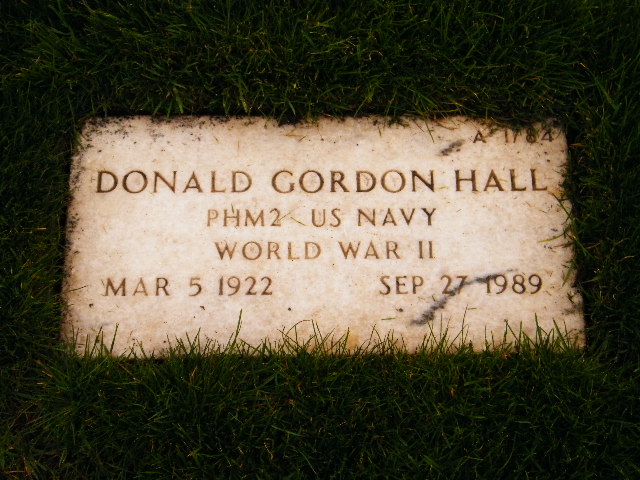 A 1784
DONALD GORDON HALL
PHM2 US NAVY
WORLD WAR II
MAR 5 1922 SEP 27 1989